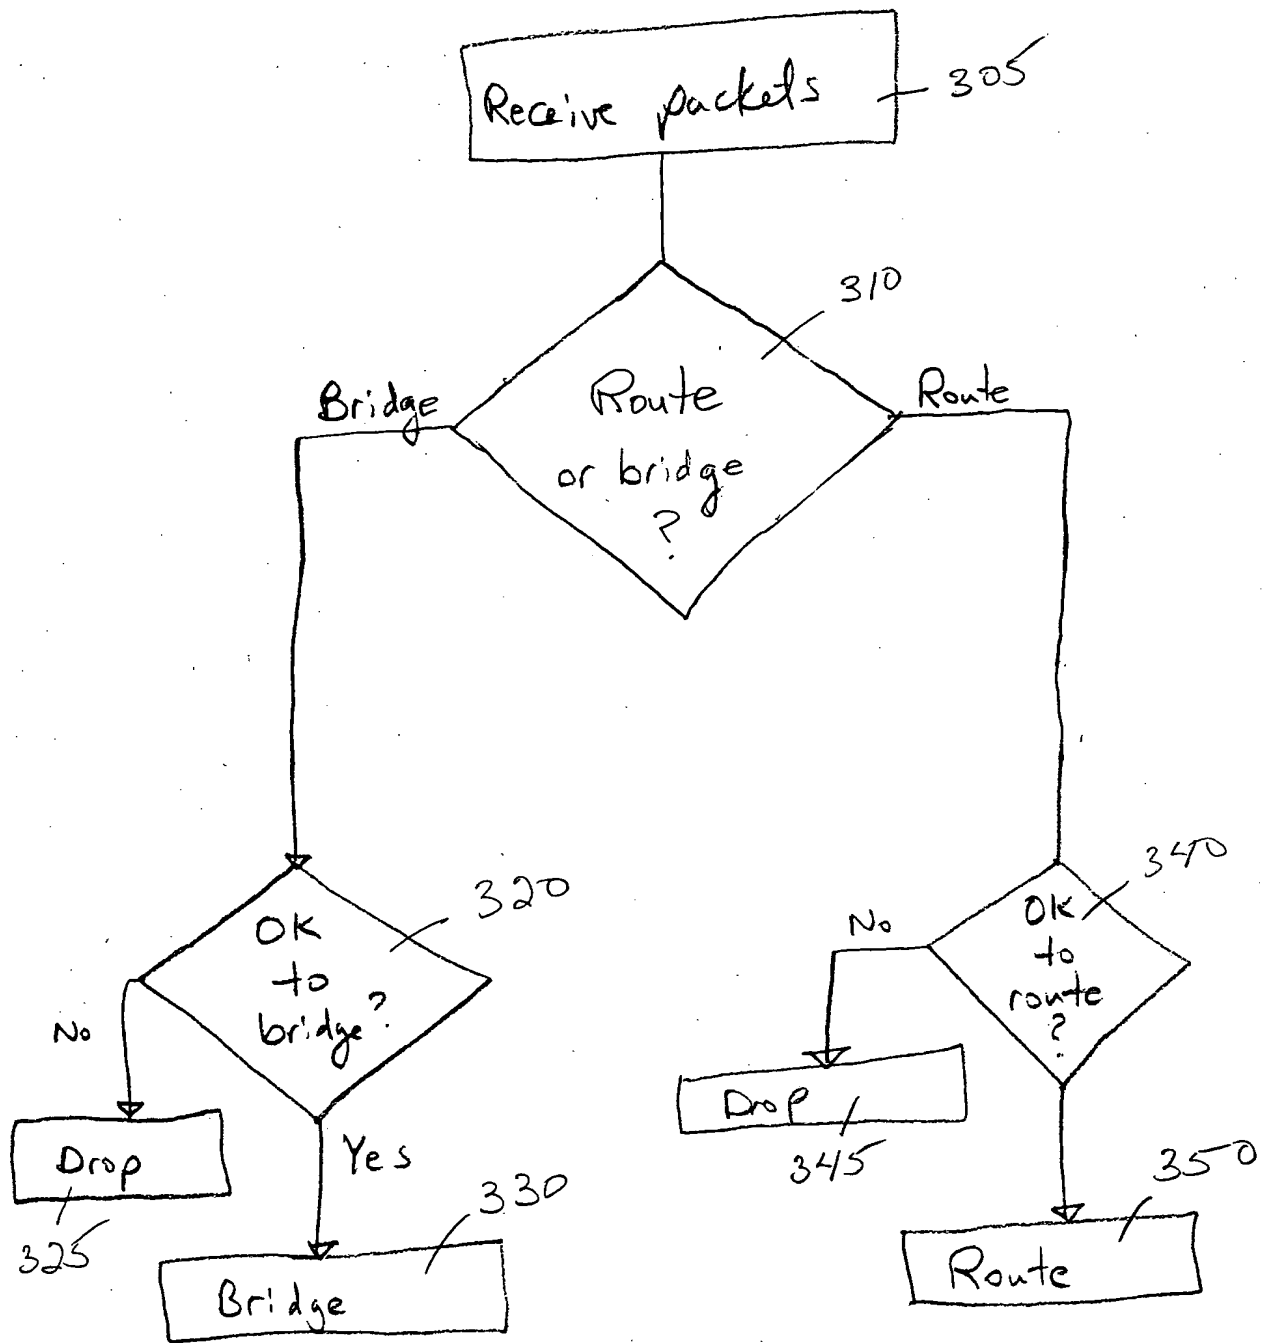 Receive packets
305
310
Route
or bridge
?
Bridge
Route
320
OK
to
bridge?
No
Yes
Drop
325
330
Bridge
340
OK
to
route
?
No
Drop
345
350
Route